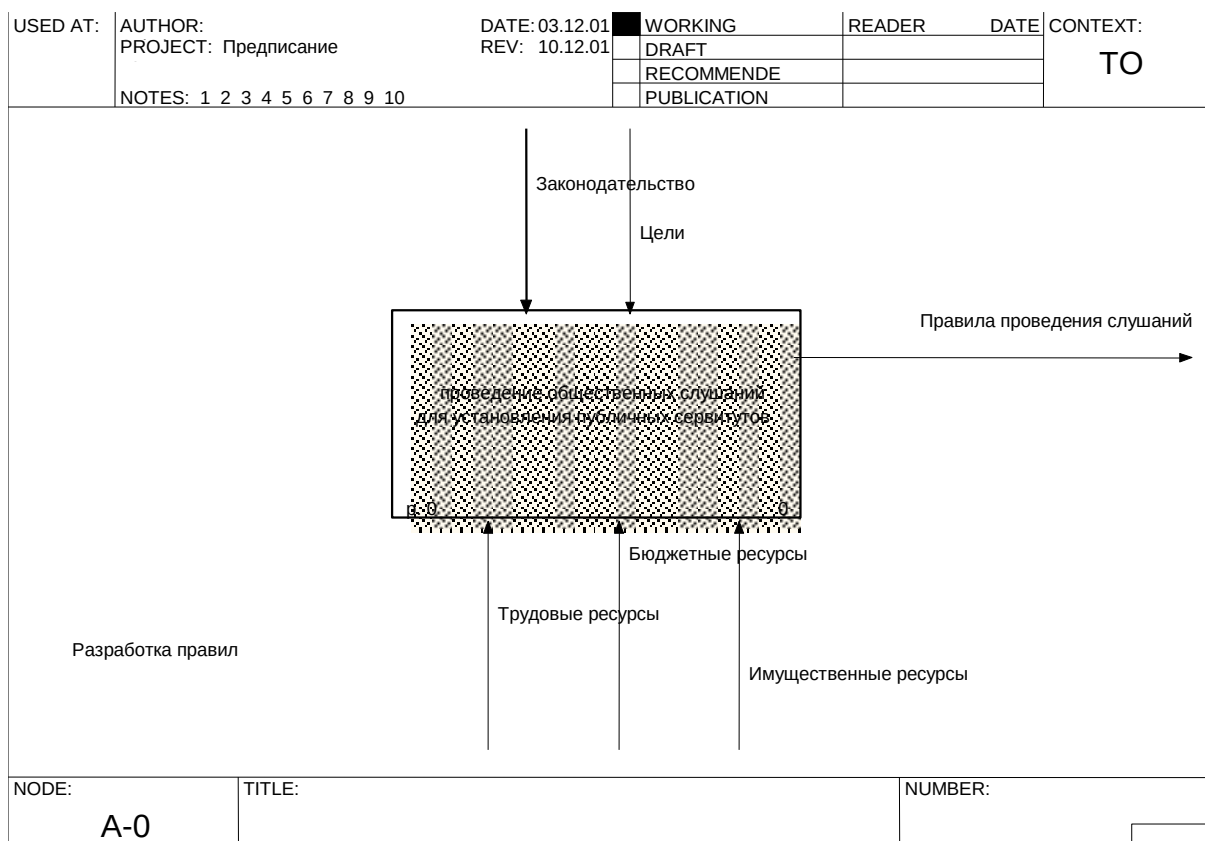 USED AT:
AUTHOR:
DATE: 03.12.01
WORKING
READER
DATE
CONTEXT:
PROJECT: Предписание
REV: 10.12.01
DRAFT
TO
RECOMMENDE
NOTES: 1 2 3 4 5 6 7 8 9 10
PUBLICATION
Законодательство
Цели
Правила проведения слушаний
проведение общественных слушаний
для установления публичных сервитутов
р. 0
0
Бюджетные ресурсы
Трудовые ресурсы
Разработка правил
Имущественные ресурсы
NODE:
TITLE:
NUMBER:
A-0